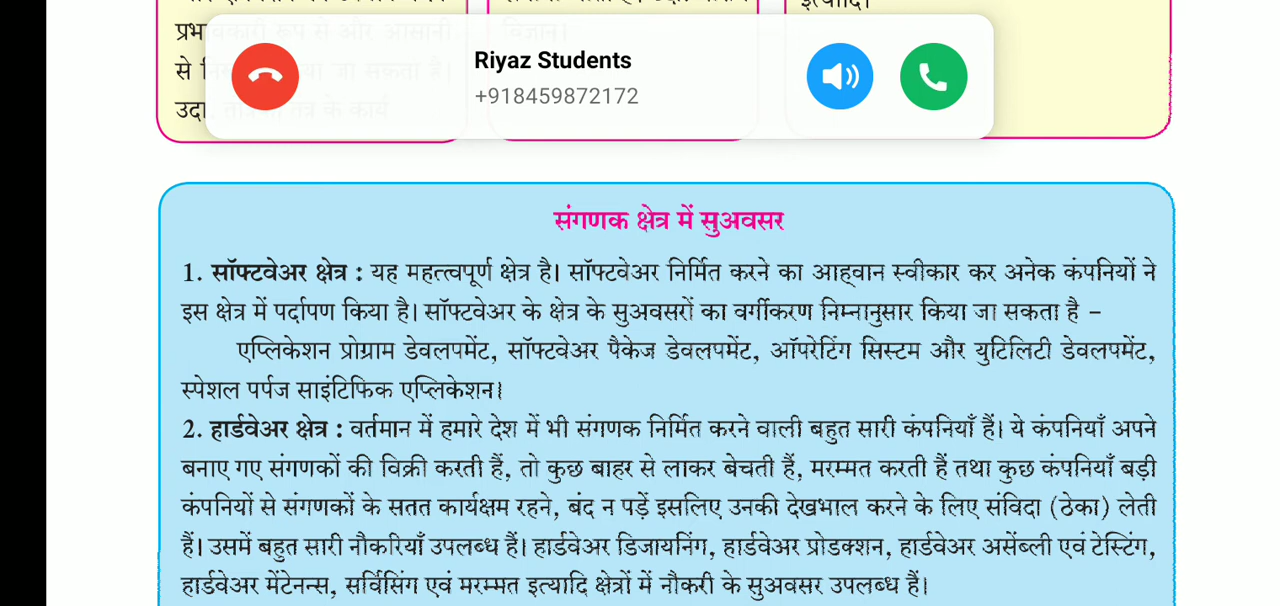 इत्यादि।
Riyaz Students
+918459872172
से
उदा
संगणक क्षेत्र में सुअवसर
1. सॉफ्टवेअर क्षेत्र : यह महत्त्वपूर्ण क्षेत्र है। सॉफ्टवेअर निर्मित करने का आह्वान स्वीकार कर अनेक कंपनियों ने
इस क्षेत्र में पर्दापण किया है। सॉफ्टवेअर के क्षेत्र के सुअवसरों का वर्गीकरण निम्नानुसार किया जा सकता है –
एप्लिकेशन प्रोग्राम डेवलपमेंट, सॉफ्टवेअर पैकेज डेवलपमेंट, ऑपरेटिंग सिस्टम और युटिलिटी डेवलपमेंट,
स्पेशल पर्पज साइंटिफिक एप्लिकेशन।
2. हार्डवेअर क्षेत्र : वर्तमान में हमारे देश में भी संगणक निर्मित करने वाली बहुत सारी कंपनियाँ हैं। ये कंपनियाँ अपने
बनाए गए संगणकों की विक्री करती हैं, तो कुछ बाहर से लाकर बेचती हैं, मरम्मत करती हैं तथा कुछ कंपनियाँ बड़ी
कंपनियों से संगणकों के सतत कार्यक्षम रहने, बंद न पड़ें इसलिए उनकी देखभाल करने के लिए संविदा (ठेका) लेती
हैं। उसमें बहुत सारी नौकरियाँ उपलब्ध हैं। हार्डवेअर डिजायनिंग, हार्डवेअर प्रोडक्शन, हार्डवेअर असेंब्ली एवं टेस्टिंग,
हार्डवेअर मेंटेनन्स, सर्विसिंग एवं मरम्मत इत्यादि क्षेत्रों में नौकरी के सुअवसर उपलब्ध हैं।